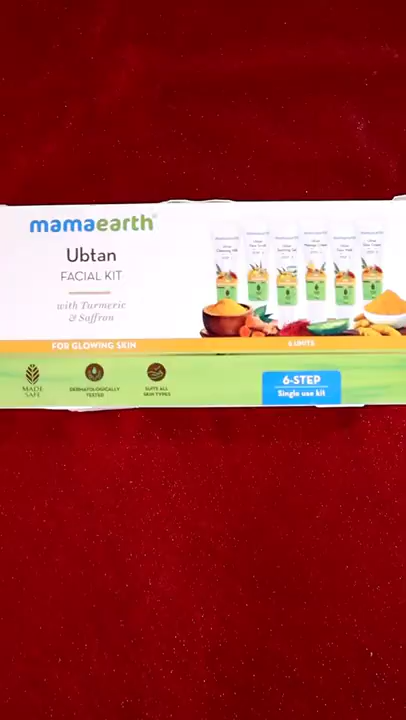 mamaearth®
Ubtan
FACIAL KIT
with Turmeric
& Saffron
FOR GLOWING SKIN
6 UNITS
MADE
SAFE
DERMATOLOGICALLY
TESTED
SUITS ALL
SKIN TYPES
6-STEP
Single use kit